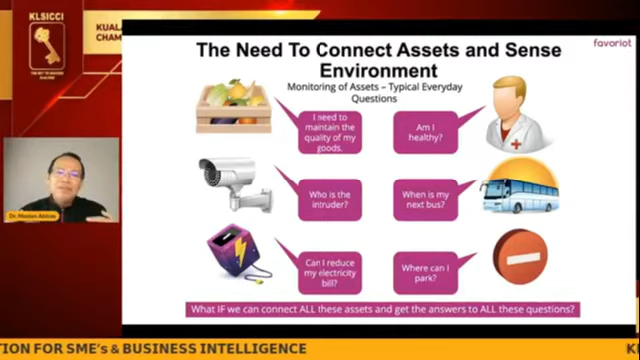 KLSICCI
KUALA
CHAM
favoriot
The Need To Connect Assets and Sense
Environment
Monitoring of Assets – Typical Everyday
Questions
I need to
maintain the
quality of my
goods.
Am I
healthy?
Who is the
intruder?
When is my
next bus?
Can I reduce
my electricity
bill?
Where can I
park?
What IF we can connect ALL these assets and get the answers to ALL these questions?
TION FOR SME's & BUSINESS INTELLIGENCE